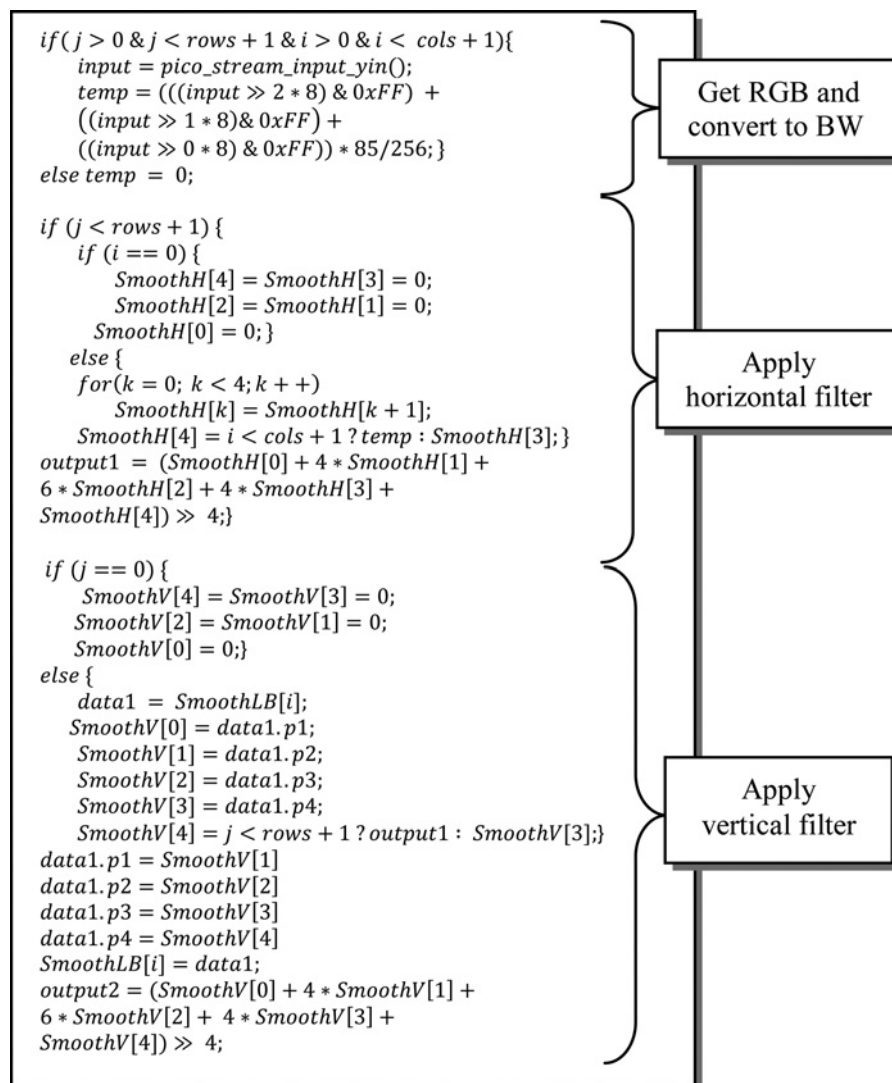 if(j > 0 & j < rows + 1 & i > 0 & i < cols + 1){
input = pico_stream_input_yin();
temp = (((input ≫ 2 * 8) & 0xFF) +
((input ≫ 1 * 8)& 0xFF) +
((input ≫ 0 * 8) & 0xFF)) * 85/256; }
else temp = 0;
Get RGB and
convert to BW
if (j < rows + 1) {
if (i == 0) {
SmoothH[4] = SmoothH[3] = 0;
SmoothH[2] = SmoothH[1] = 0;
SmoothH[0] = 0; }
else {
for(k = 0; k < 4; k ++)
SmoothH[k] = SmoothH[k + 1];
SmoothH[4] = i < cols + 1 ? temp : SmoothH[3]; }
output1 = (SmoothH[0] + 4 * SmoothH[1] +
6 * SmoothH[2] + 4 * SmoothH[3] +
SmoothH[4]) ≫ 4;}
Apply
horizontal filter
if (j == 0) {
SmoothV[4] = SmoothV[3] = 0;
SmoothV[2] = SmoothV[1] = 0;
SmoothV[0] = 0;}
else {
data1 = SmoothLB[i];
SmoothV[0] = data1.p1;
SmoothV[1] = data1.p2;
SmoothV[2] = data1.p3;
SmoothV[3] = data1.p4;
SmoothV[4] = j < rows + 1 ? output1 : SmoothV[3];}
data1.p1 = SmoothV[1]
data1.p2 = SmoothV[2]
data1.p3 = SmoothV[3]
data1.p4 = SmoothV[4]
SmoothLB[i] = data1;
output2 = (SmoothV[0] + 4 * SmoothV[1] +
6 * SmoothV[2] + 4 * SmoothV[3] +
SmoothV[4]) ≫ 4;
Apply
vertical filter